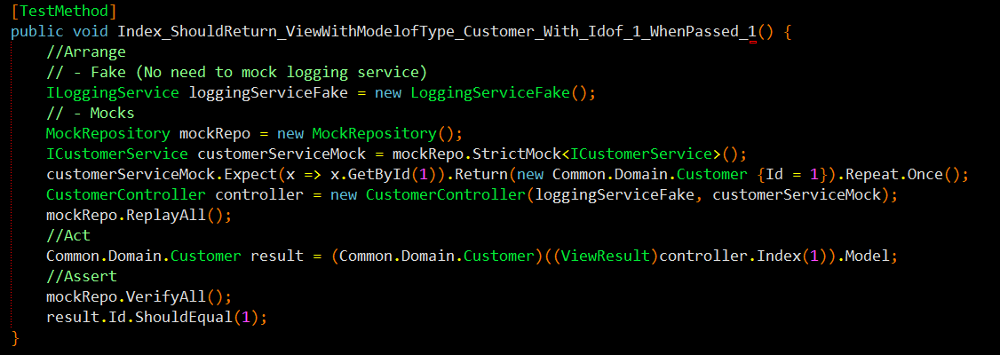 [TestMethod]
public void Index_ShouldReturn_ViewWithModelofType_Customer_With_Idof_1_WhenPassed_1() {
    //Arrange
    // - Fake (No need to mock logging service)
    ILoggingService loggingServiceFake = new LoggingServiceFake();
    // - Mocks
    MockRepository mockRepo = new MockRepository();
    ICustomerService customerServiceMock = mockRepo.StrictMock<ICustomerService>();
    customerServiceMock.Expect(x => x.GetById(1)).Return(new Common.Domain.Customer {Id = 1}).Repeat.Once();
    CustomerController controller = new CustomerController(loggingServiceFake, customerServiceMock);
    mockRepo.ReplayAll();
    //Act
    Common.Domain.Customer result = (Common.Domain.Customer)((ViewResult)controller.Index(1)).Model;
    //Assert
    mockRepo.VerifyAll();
    result.Id.ShouldEqual(1);
}